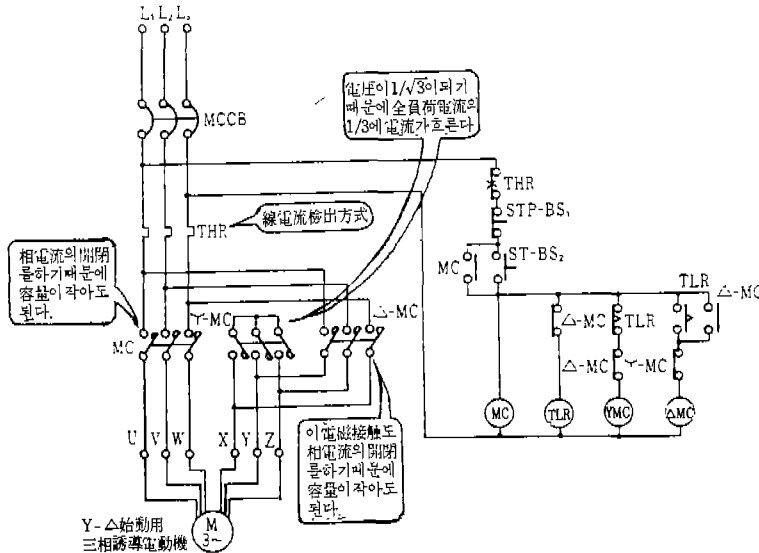 L₁ L₂ L₃
MCCB
電圧이 1/√3이되기
때문에 全負荷電流의
1/3에 電流가흐른다
THR
STP-BS₁
THR
線電流檢出方式
MC
ST-BS₂
相電流의開閉
를하기때문에
容量이작아도
된다.
TLR
△-MC
MC
Y-MC
△-MC
△-MC
TLR
△-MC
Y-MC
MC
TLR
YMC
△MC
이電磁接触도
相電流의開閉
를하기때문에
容量이작아도
된다.
U V W X Y Z
M
3~
Y-△始動用
三相誘導電動機